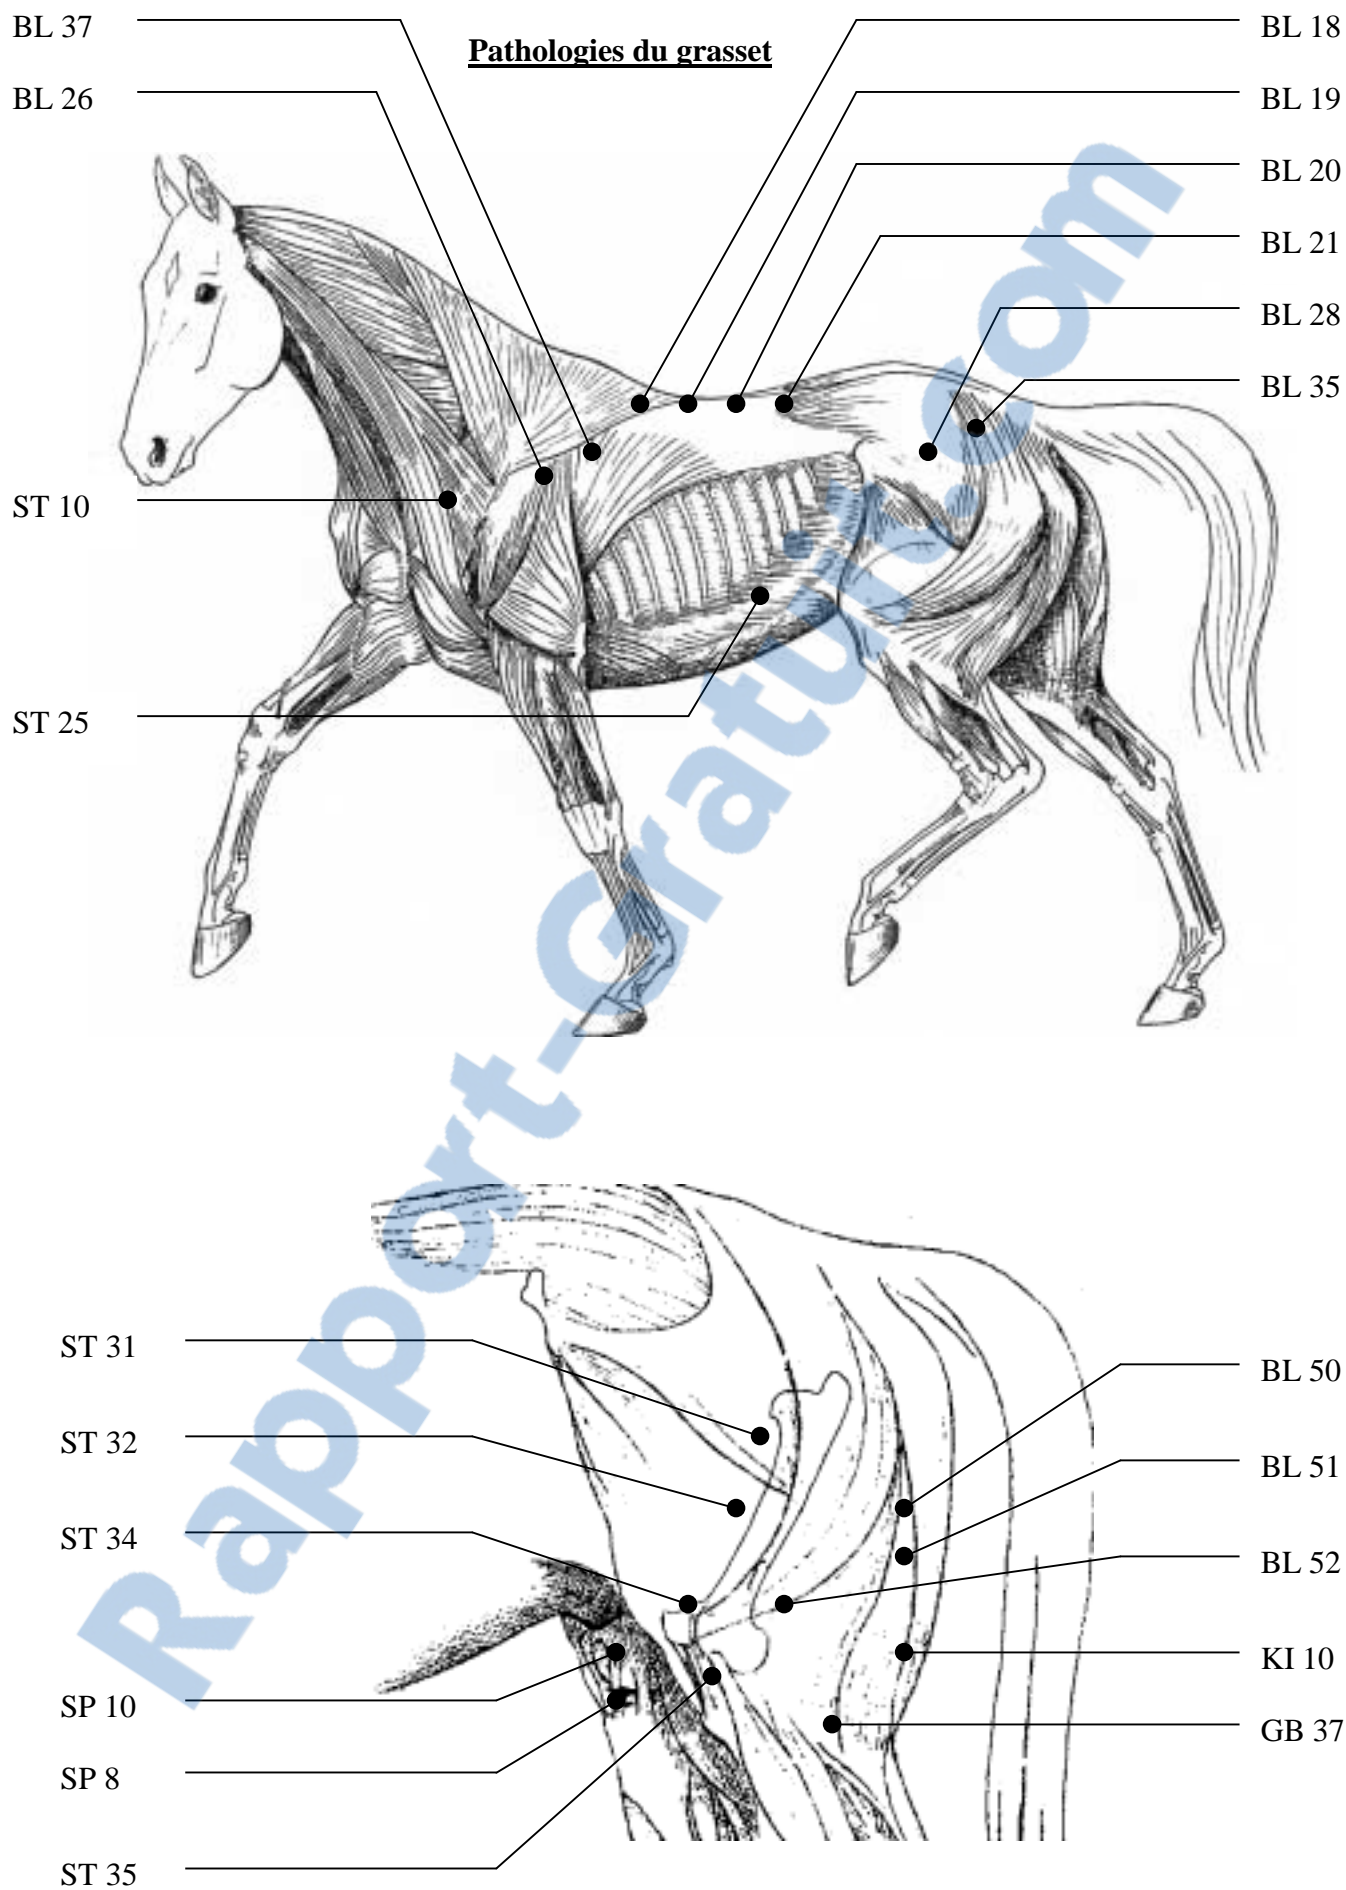 BL 37
Pathologies du grasset
BL 18
BL 26
BL 19
BL 20
BL 21
BL 28
BL 35
ST 10
ST 25
Rapport-Gratuit.com
ST 31
BL 50
ST 32
BL 51
ST 34
BL 52
KI 10
SP 10
GB 37
SP 8
ST 35